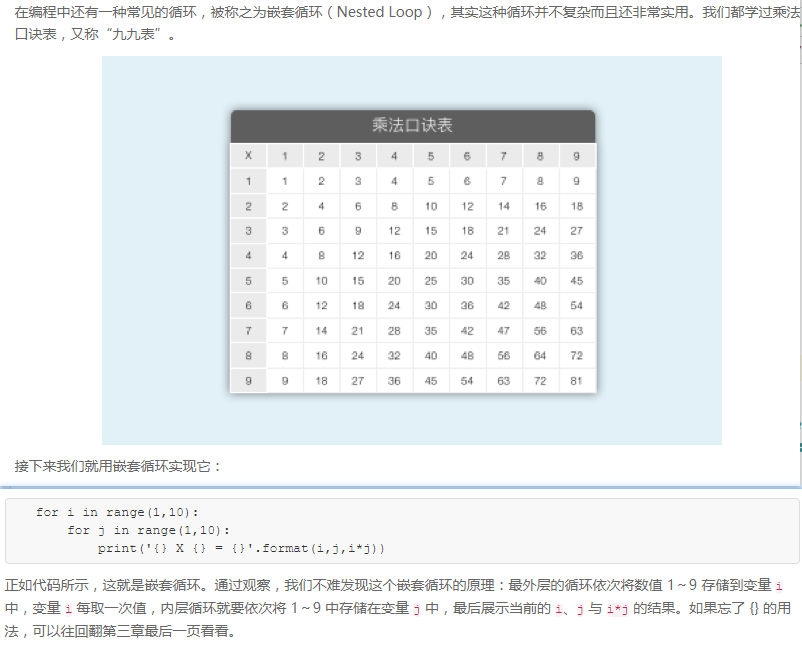 在编程中还有一种常见的循环，被称之为嵌套循环（Nested Loop），其实这种循环并不复杂而且还非常实用。我们都学过乘法
口诀表，又称“九九表”。
乘法口诀表
X 1 2 3 4 5 6 7 8 9
1 1 2 3 4 5 6 7 8 9
2 2 4 6 8 10 12 14 16 18
3 3 6 9 12 15 18 21 24 27
4 4 8 12 16 20 24 28 32 36
5 5 10 15 20 25 30 35 40 45
6 6 12 18 24 30 36 42 48 54
7 7 14 21 28 35 42 47 56 63
8 8 16 24 32 40 48 56 64 72
9 9 18 27 36 45 54 63 72 81
接下来我们就用嵌套循环实现它：
for i in range(1,10):
for j in range(1,10):
print('{} X {} = {}'.format(i,j,i*j))
正如代码所示，这就是嵌套循环。通过观察，我们不难发现这个嵌套循环的原理：最外层的循环依次将数值 1～9 存储到变量 i
中，变量 i 每取一次值，内层循环就要依次将 1～9 中存储在变量 j 中，最后展示当前的 i、j 与 i*j 的结果。如果忘了 {} 的用
法，可以往回翻第三章最后一页看看。